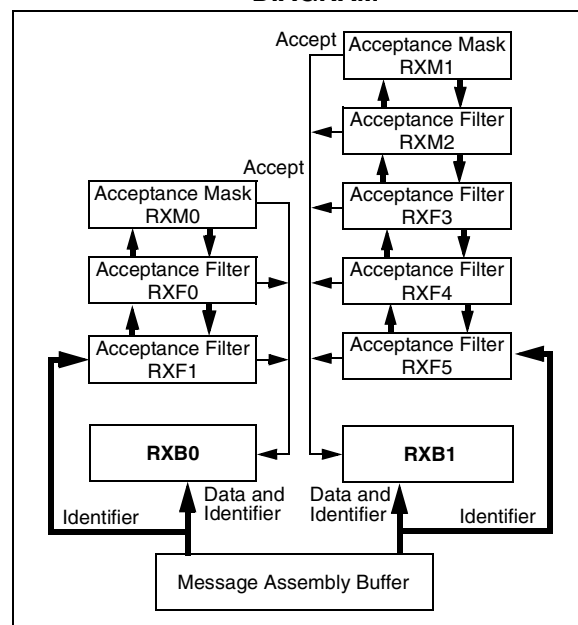 DIAGRAM
Accept
Acceptance Mask
RXM1
Acceptance Filter
RXM2
Accept
Acceptance Mask
RXM0
Acceptance Filter
RXF3
Acceptance Filter
RXF0
Acceptance Filter
RXF4
Acceptance Filter
RXF1
Acceptance Filter
RXF5
RXB0
RXB1
Data and
Identifier
Data and
Identifier
Identifier
Identifier
Message Assembly Buffer